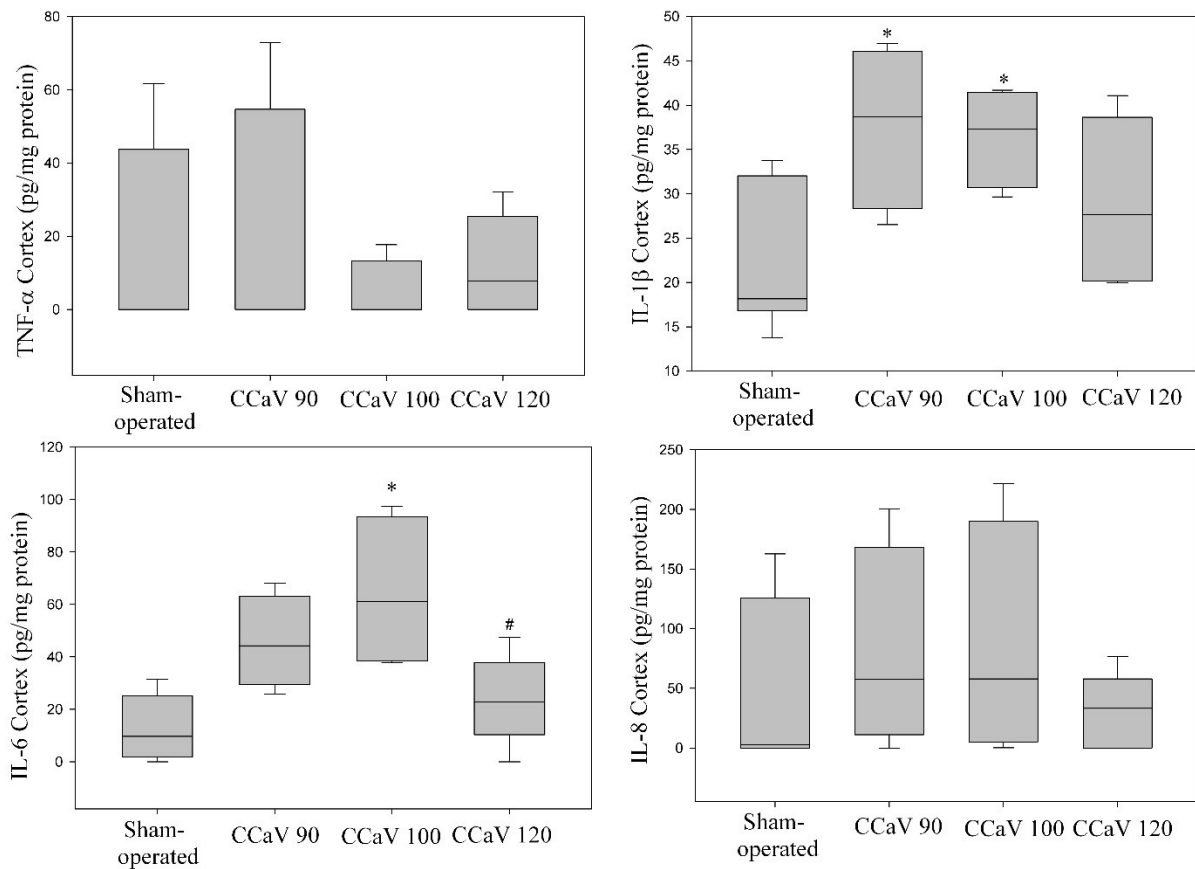 80
60
40
20
0
TNF-α Cortex (pg/mg protein)
Sham-
operated
CCaV 90
CCaV 100
CCaV 120
50
45
40
35
30
25
20
15
10
IL-1β Cortex (pg/mg protein)
*
*
Sham-
operated
CCaV 90
CCaV 100
CCaV 120
120
100
80
60
40
20
0
IL-6 Cortex (pg/mg protein)
*
#
Sham-
operated
CCaV 90
CCaV 100
CCaV 120
250
200
150
100
50
0
IL-8 Cortex (pg/mg protein)
Sham-
operated
CCaV 90
CCaV 100
CCaV 120